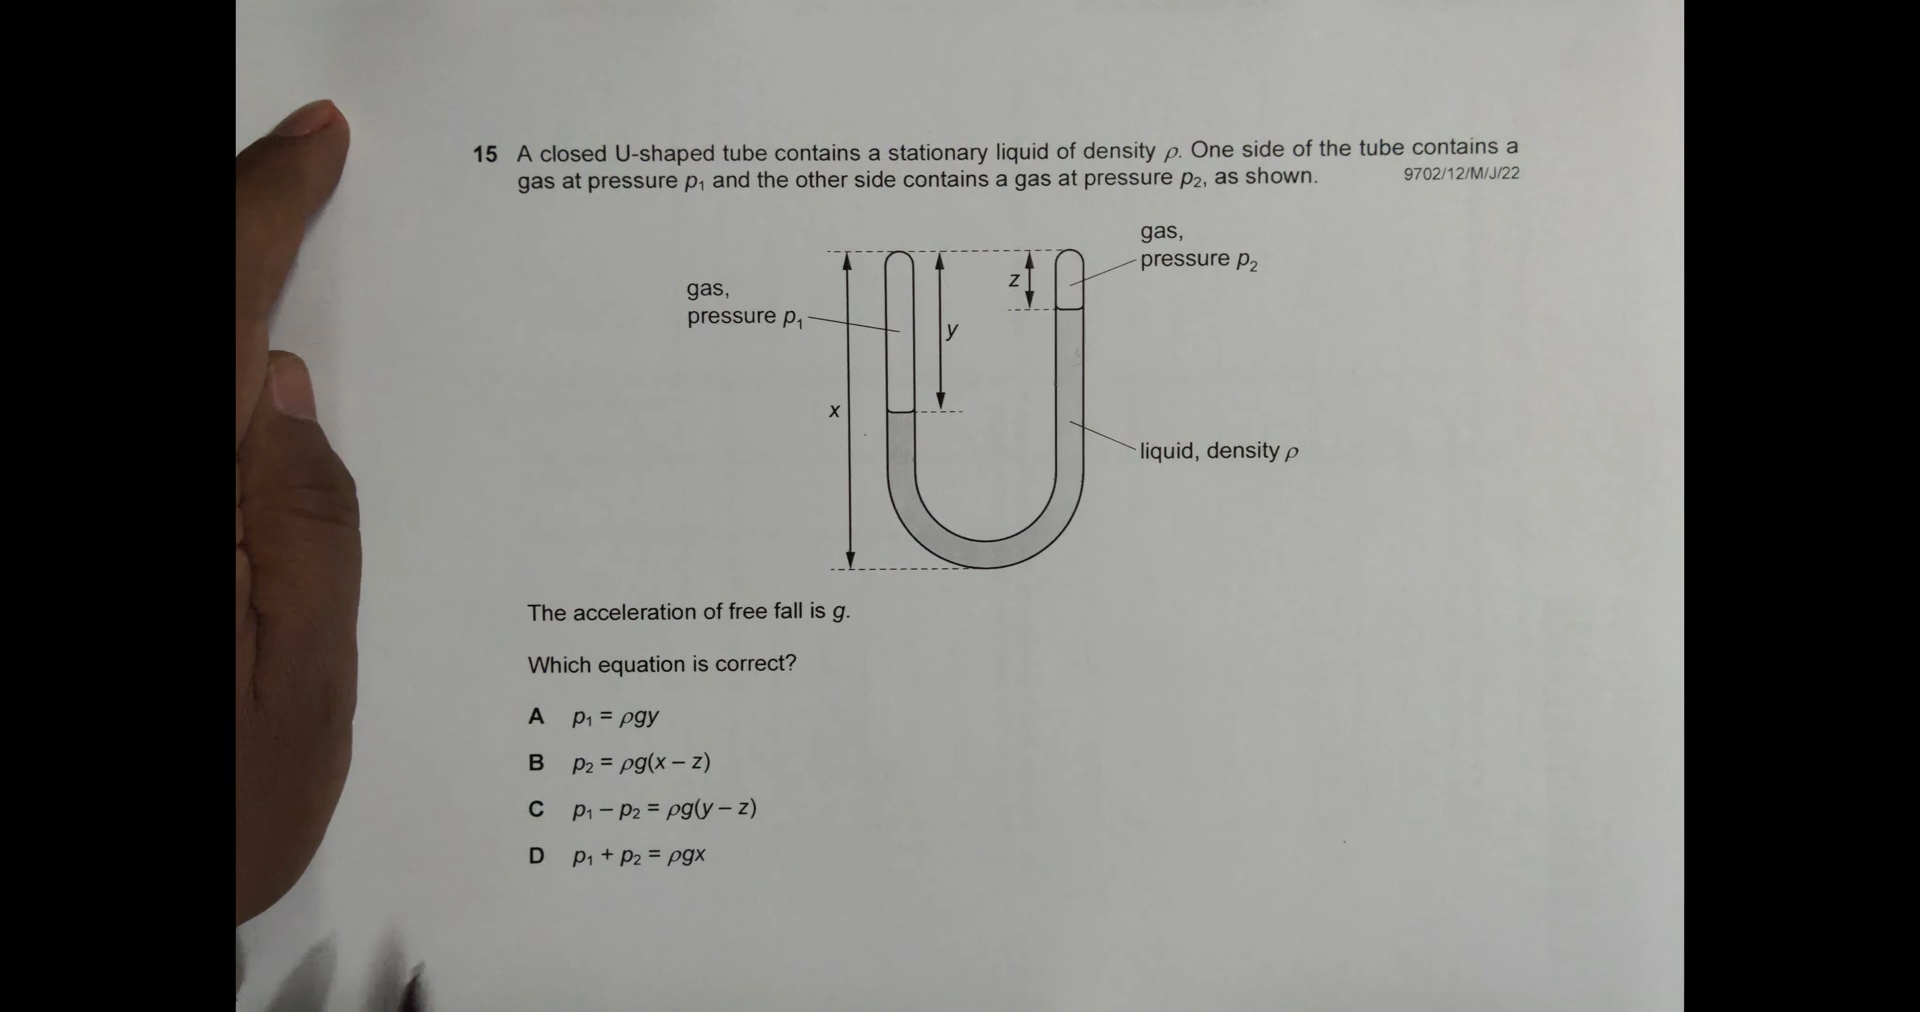 15 A closed U-shaped tube contains a stationary liquid of density ρ. One side of the tube contains a
gas at pressure p₁ and the other side contains a gas at pressure p₂, as shown. 9702/12/M/J/22
gas,
pressure p₂
z
gas,
pressure p₁
y
x
liquid, density ρ
The acceleration of free fall is g.
Which equation is correct?
A p₁ = ρgy
B p₂ = ρg(x – z)
C p₁ – p₂ = ρg(y – z)
D p₁ + p₂ = ρgx